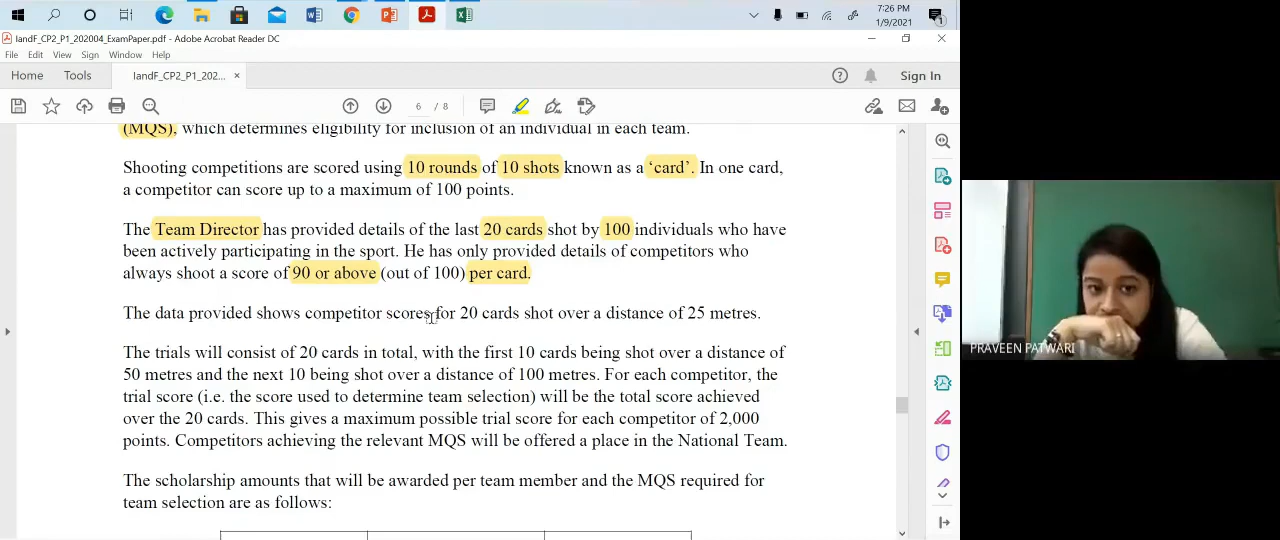 7:26 PM
1/9/2021
IandF_CP2_P1_202004_ExamPaper.pdf - Adobe Acrobat Reader DC
File Edit View Sign Window Help
Home Tools IandF_CP2_P1_202... × Sign In
6 / 8
(MQS), which determines eligibility for inclusion of an individual in each team.
Shooting competitions are scored using 10 rounds of 10 shots known as a ‘card’. In one card,
a competitor can score up to a maximum of 100 points.
The Team Director has provided details of the last 20 cards shot by 100 individuals who have
been actively participating in the sport. He has only provided details of competitors who
always shoot a score of 90 or above (out of 100) per card.
The data provided shows competitor scores for 20 cards shot over a distance of 25 metres.
The trials will consist of 20 cards in total, with the first 10 cards being shot over a distance of
50 metres and the next 10 being shot over a distance of 100 metres. For each competitor, the
trial score (i.e. the score used to determine team selection) will be the total score achieved
over the 20 cards. This gives a maximum possible trial score for each competitor of 2,000
points. Competitors achieving the relevant MQS will be offered a place in the National Team.
The scholarship amounts that will be awarded per team member and the MQS required for
team selection are as follows:
PRAVEEN PATWARI